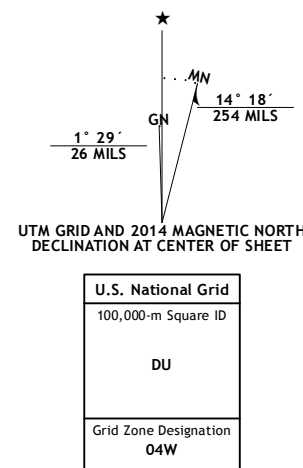 ★
MN
GN
14° 18´
254 MILS
1° 29´
26 MILS
UTM GRID AND 2014 MAGNETIC NORTH
DECLINATION AT CENTER OF SHEET
U.S. National Grid
100,000-m Square ID
DU
Grid Zone Designation
04W